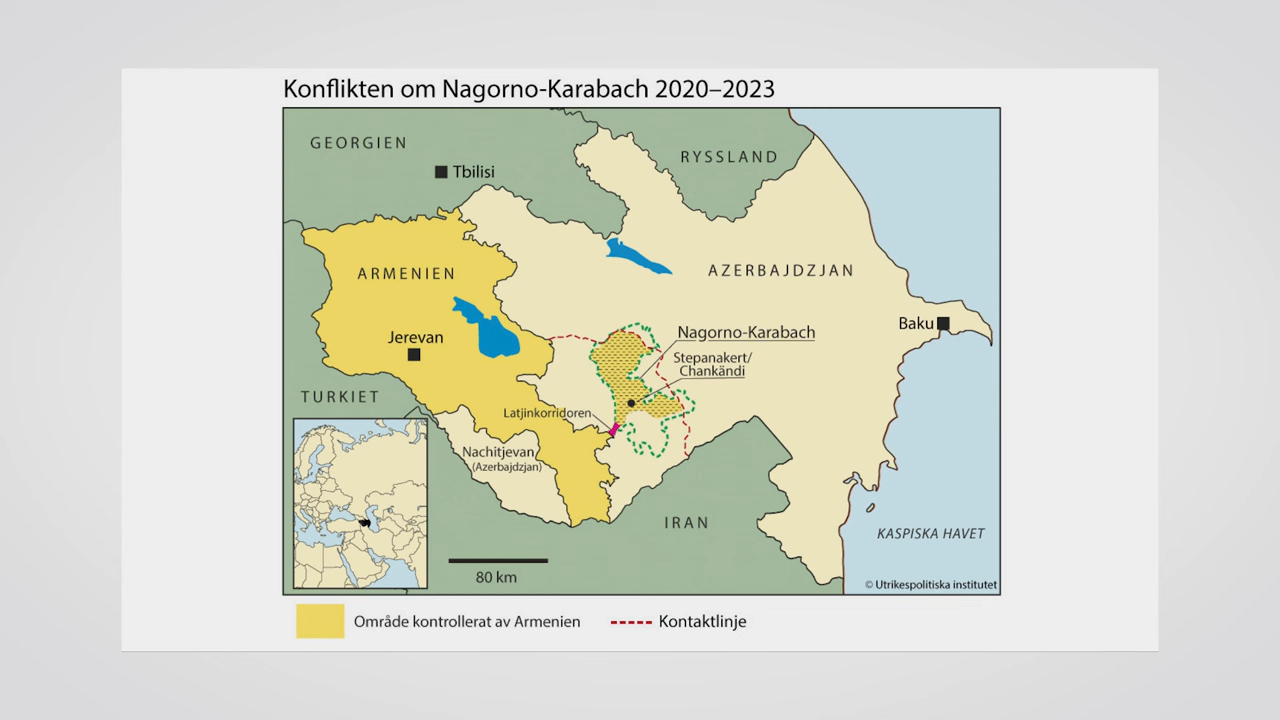 Konflikten om Nagorno-Karabach 2020–2023
GEORGIEN
RYSSLAND
Tbilisi
ARMENIEN
AZERBAJDZJAN
Baku
Jerevan
Nagorno-Karabach
Stepanakert/
Chankändi
TURKIET
Latjinkorridoren
Nachitjevan
(Azerbajdzjan)
IRAN
KASPISKA HAVET
80 km
© Utrikespolitiska institutet
Område kontrollerat av Armenien
Kontaktlinje